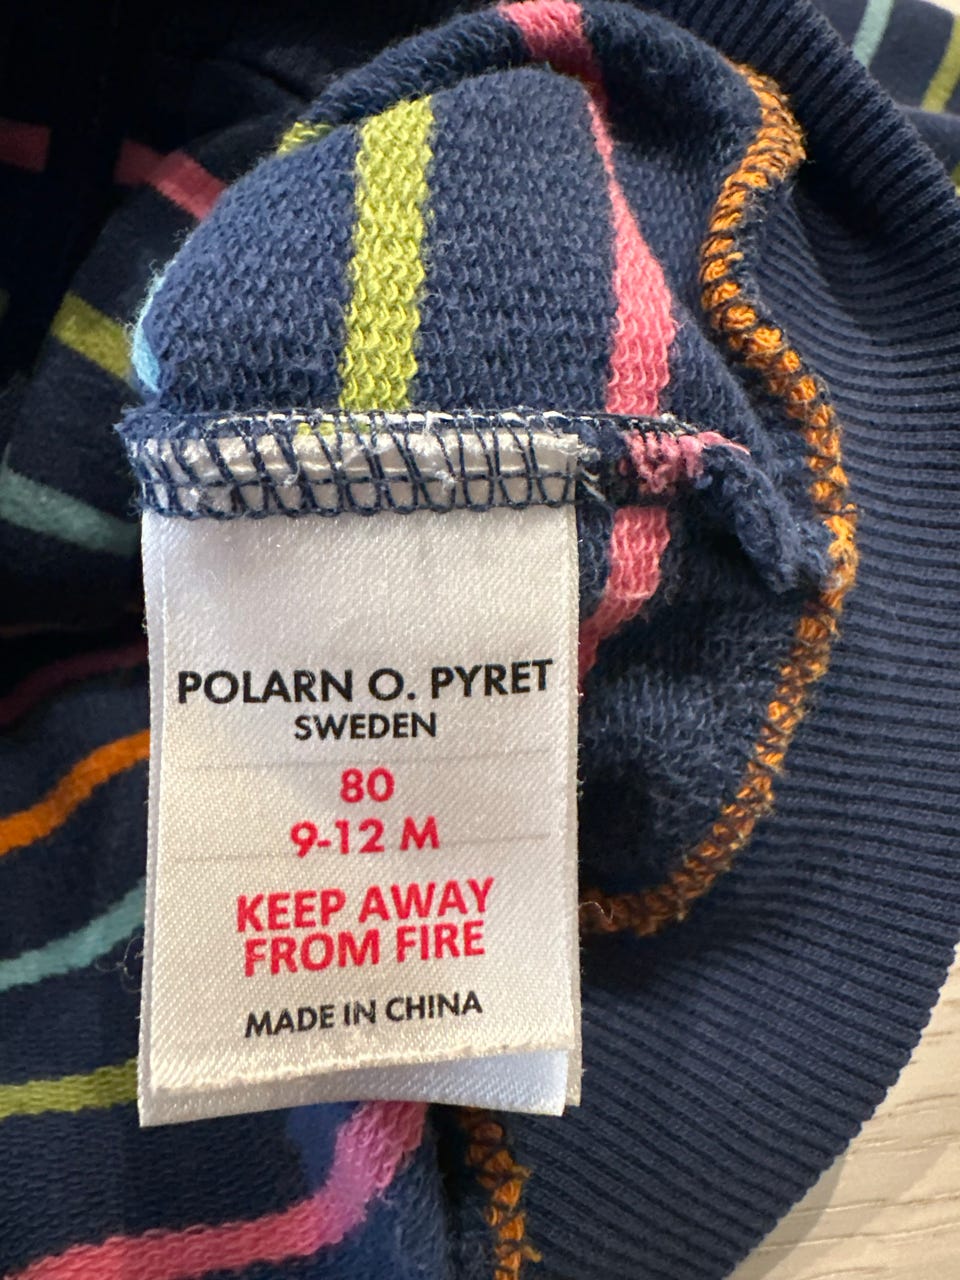 POLARN O. PYRET
SWEDEN
80
9-12 M
KEEP AWAY
FROM FIRE
MADE IN CHINA